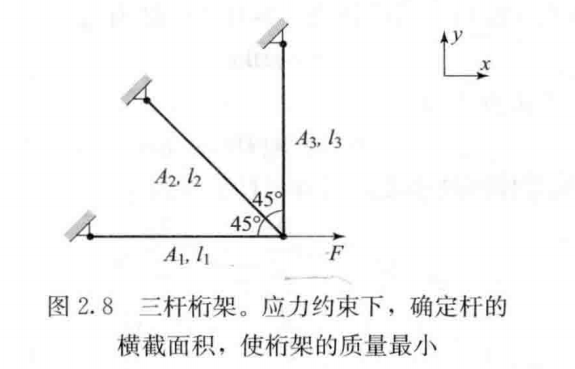 y
x
A₃, l₃
A₂, l₂
45°
45°
A₁, l₁
F
图 2.8 三杆桁架。应力约束下，确定杆的
横截面积，使桁架的质量最小